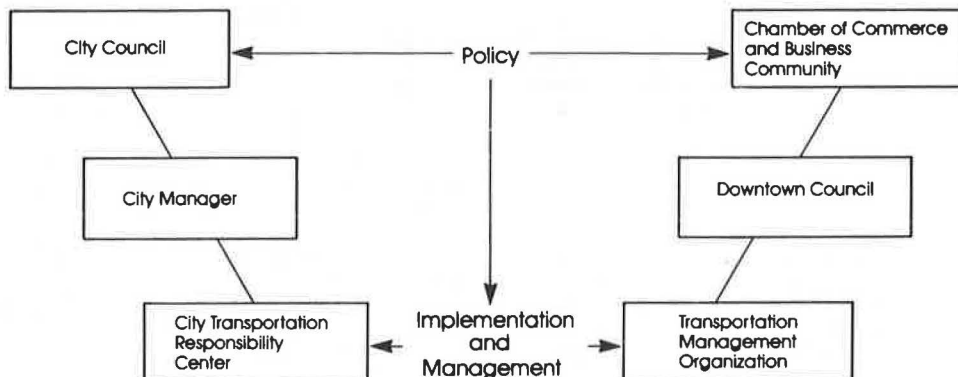 City Council
Policy
Chamber of Commerce
and Business
Community
City Manager
Downtown Council
City Transportation
Responsibility
Center
Implementation
and
Management
Transportation
Management
Organization